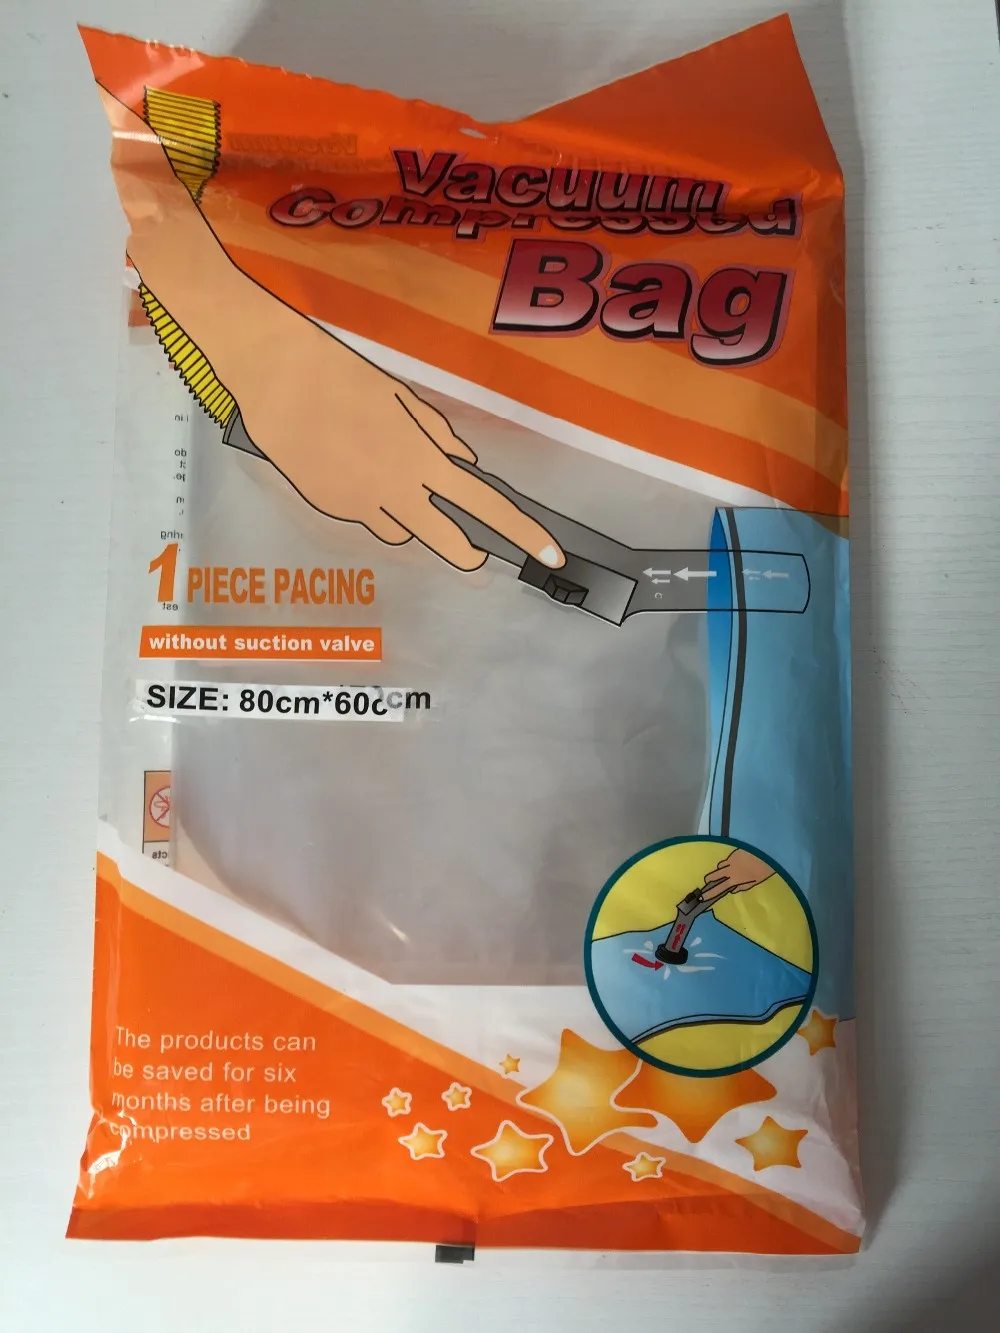 Vacuum
Compressed
Bag
1 PIECE PACING
without suction valve
SIZE: 80cm*60cm
The products can
be saved for six
months after being
compressed